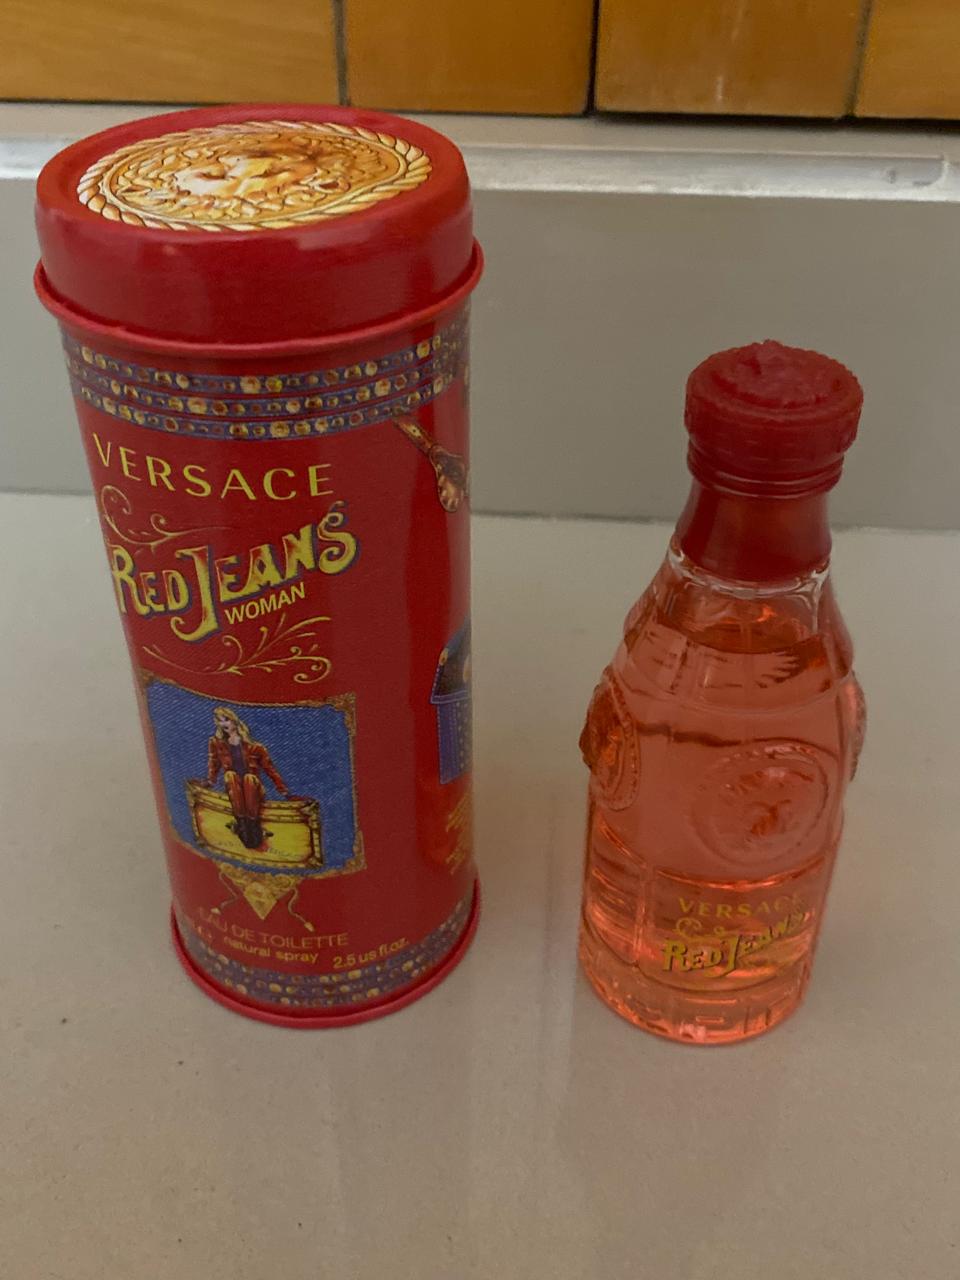 VERSACE
RED JEANS
WOMAN
EAU DE TOILETTE
natural spray 2.5 us fl.oz.
VERSACE
RED JEANS